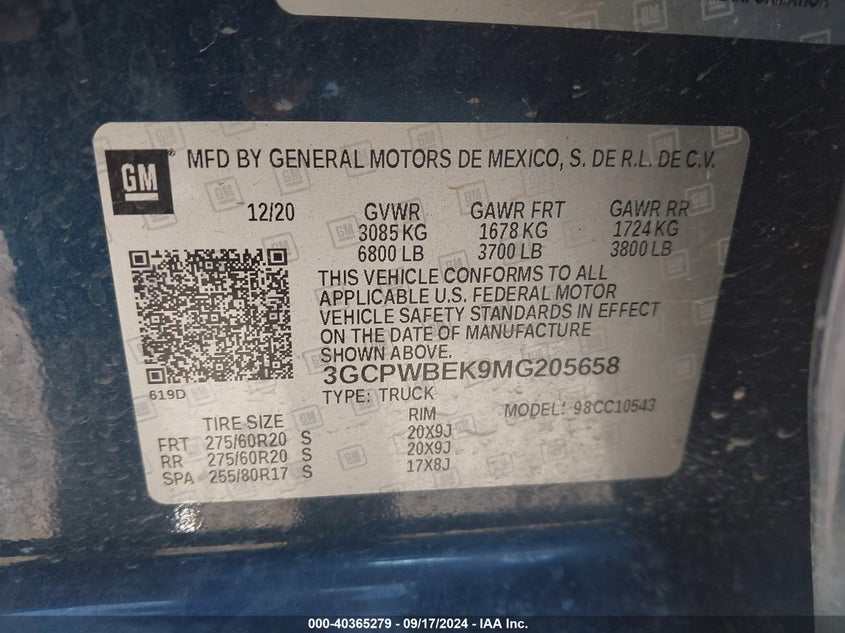 GM
MFD BY GENERAL MOTORS DE MEXICO, S. DE R.L. DE C.V.
12/20 GVWR GAWR FRT GAWR RR
3085 KG 1678 KG 1724 KG
6800 LB 3700 LB 3800 LB
THIS VEHICLE CONFORMS TO ALL
APPLICABLE U.S. FEDERAL MOTOR
VEHICLE SAFETY STANDARDS IN EFFECT
ON THE DATE OF MANUFACTURE
SHOWN ABOVE.
3GCPWBEK9MG205658
619D
TYPE: TRUCK MODEL: 98CC10543
TIRE SIZE RIM
FRT 275/60R20 S 20X9J
RR 275/60R20 S 20X9J
SPA 255/80R17 S 17X8J
000-40365279 - 09/17/2024 - IAA Inc.